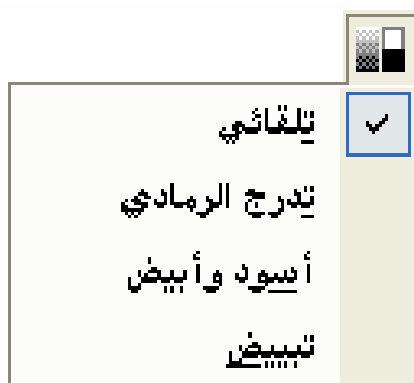 تلقائي
تدرج الرمادي
أسود وأبيض
تبييض